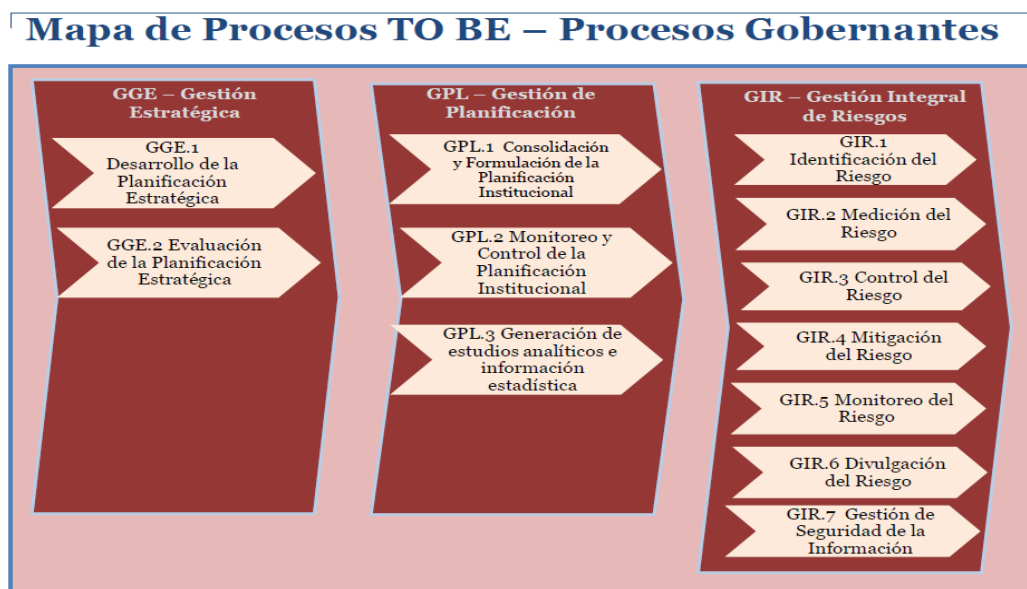 Mapa de Procesos TO BE – Procesos Gobernantes
GGE – Gestión
Estratégica
GGE.1
Desarrollo de la
Planificación
Estratégica
GGE.2 Evaluación
de la Planificación
Estratégica
GPL – Gestión de
Planificación
GPL.1 Consolidación
y Formulación de la
Planificación
Institucional
GPL.2 Monitoreo y
Control de la
Planificación
Institucional
GPL.3 Generación de
estudios analíticos e
información
estadística
GIR – Gestión Integral
de Riesgos
GIR.1
Identificación del
Riesgo
GIR.2 Medición del
Riesgo
GIR.3 Control del
Riesgo
GIR.4 Mitigación
del Riesgo
GIR.5 Monitoreo del
Riesgo
GIR.6 Divulgación
del Riesgo
GIR.7 Gestión de
Seguridad de la
Información